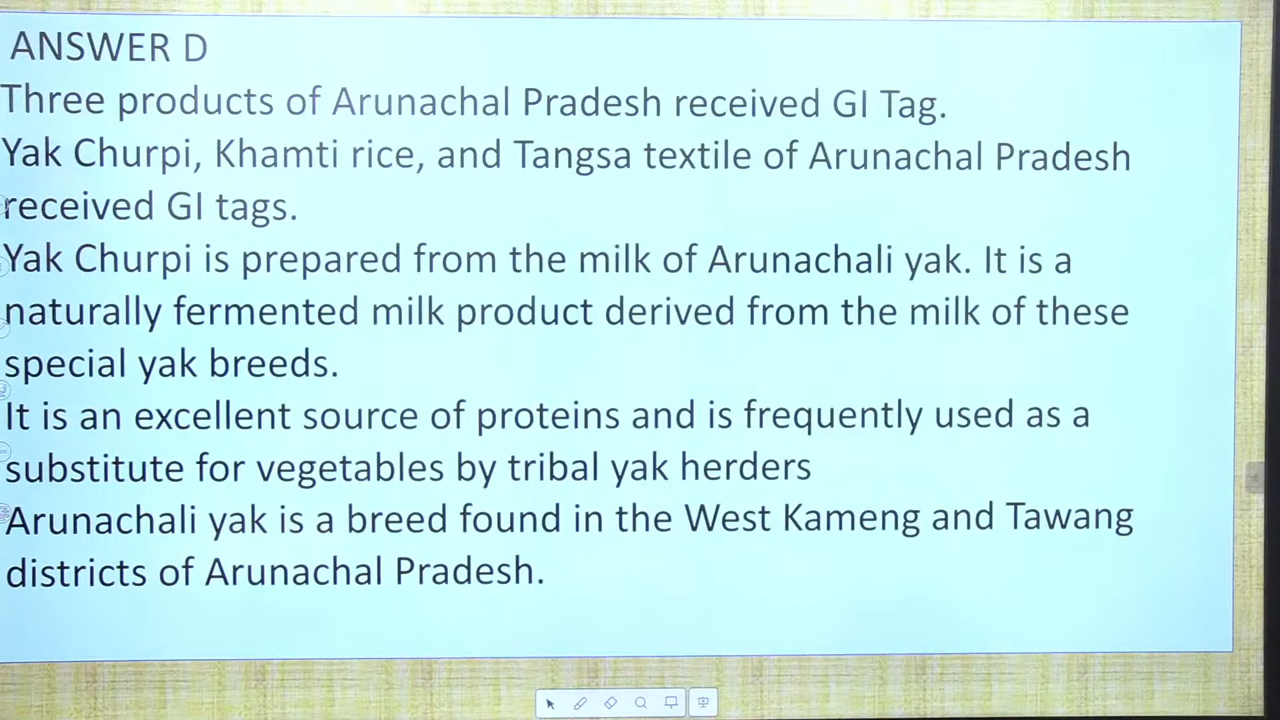 ANSWER D
Three products of Arunachal Pradesh received GI Tag.
Yak Churpi, Khamti rice, and Tangsa textile of Arunachal Pradesh
received GI tags.
Yak Churpi is prepared from the milk of Arunachali yak. It is a
naturally fermented milk product derived from the milk of these
special yak breeds.
It is an excellent source of proteins and is frequently used as a
substitute for vegetables by tribal yak herders
Arunachali yak is a breed found in the West Kameng and Tawang
districts of Arunachal Pradesh.